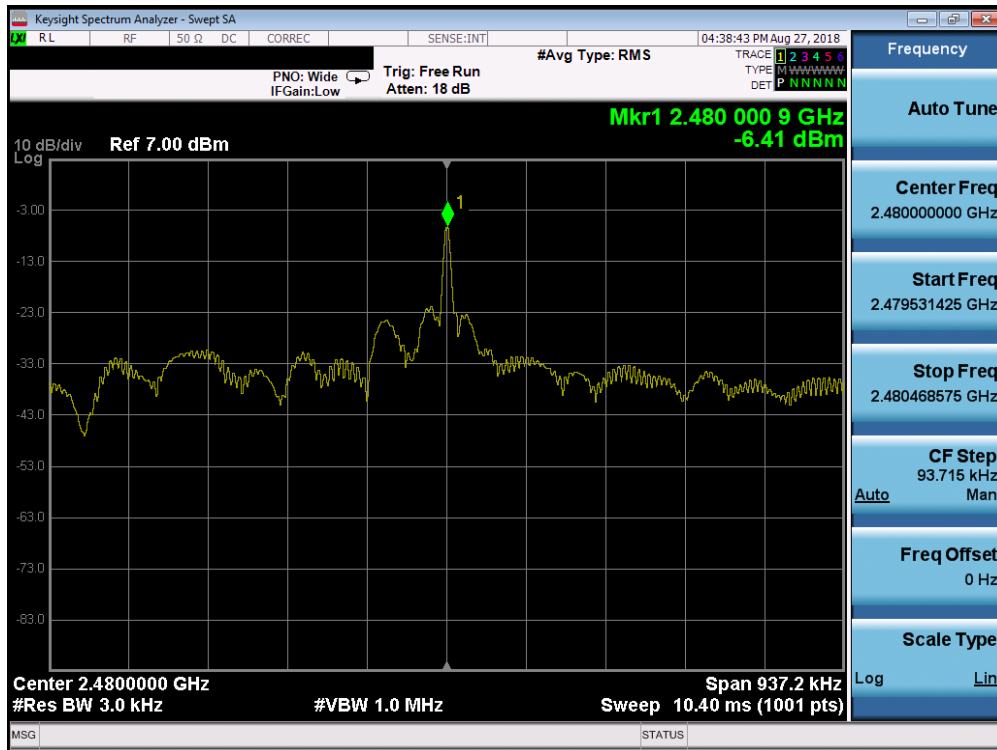 Keysight Spectrum Analyzer - Swept SA
LXI RL RF 50 Ω DC CORREC SENSE:INT 04:38:43 PM Aug 27, 2018
#Avg Type: RMS
TRACE 1 2 3 4 5 6
PNO: Wide Trig: Free Run TYPE M WWWWW
IFGain:Low Atten: 18 dB DET P N N N N N
Mkr1 2.480 000 9 GHz
-6.41 dBm
10 dB/div Ref 7.00 dBm
Log
1
-3.00
-13.0
-23.0
-33.0
-43.0
-53.0
-63.0
-73.0
-83.0
Center 2.4800000 GHz Span 937.2 kHz
#Res BW 3.0 kHz #VBW 1.0 MHz Sweep 10.40 ms (1001 pts)
MSG STATUS
Frequency
Auto Tune
Center Freq
2.480000000 GHz
Start Freq
2.479531425 GHz
Stop Freq
2.480468575 GHz
CF Step
93.715 kHz
Auto Man
Freq Offset
0 Hz
Scale Type
Log Lin